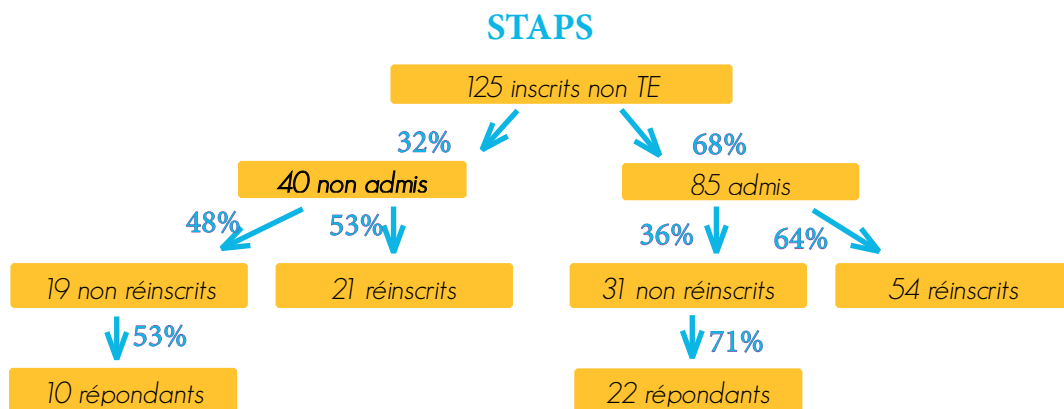 STAPS
125 inscrits non TE
32% 68%
40 non admis 85 admis
48% 53% 36% 64%
19 non réinscrits 21 réinscrits 31 non réinscrits 54 réinscrits
53% 71%
10 répondants 22 répondants